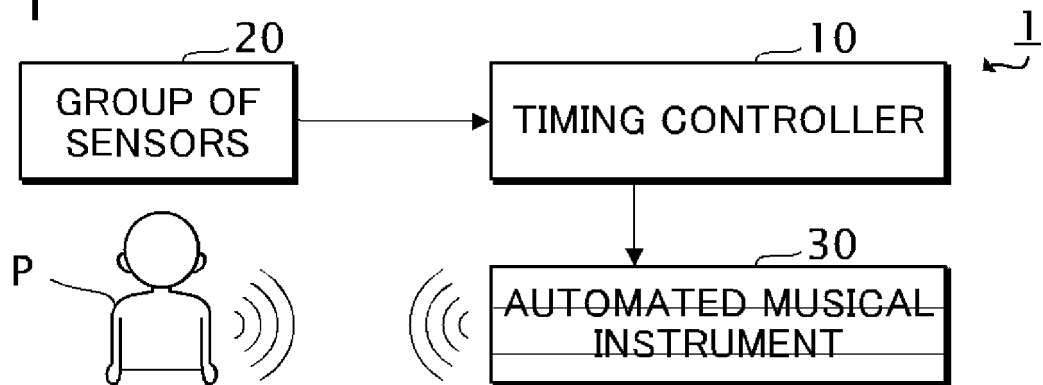 20
10
1
GROUP OF
SENSORS
TIMING CONTROLLER
P
30
AUTOMATED MUSICAL
INSTRUMENT